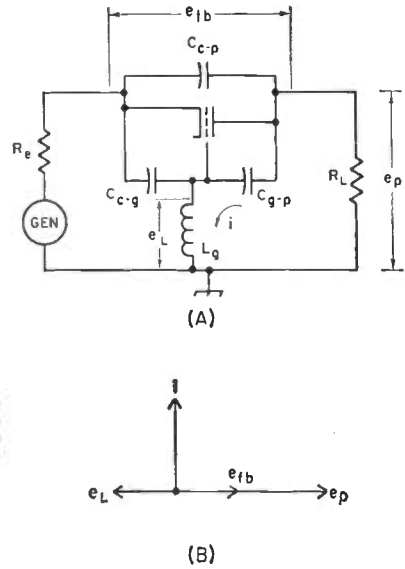 e_fb
C_c-p
R_e
GEN
C_c-g
C_g-p
R_L
e_p
e_L
L_g
i
(A)
i
e_L
e_fb
e_p
(B)